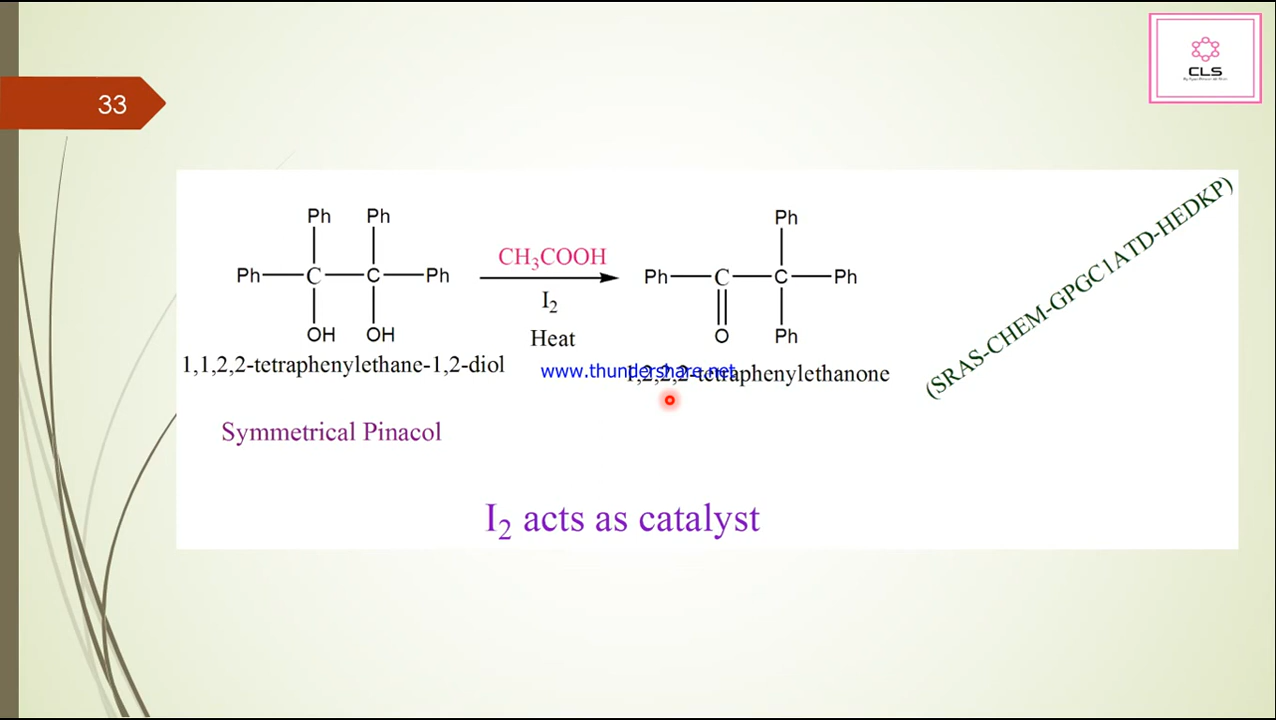 33
CLS
Ph Ph
Ph C C Ph
OH OH
1,1,2,2-tetraphenylethane-1,2-diol
Symmetrical Pinacol
CH₃COOH
I₂
Heat
Ph
Ph C C Ph
O Ph
www.thundershare.net
1,2,2,2-tetraphenylethanone
(SRAS-CHEM-GPGC1ATD-HEDKP)
I₂ acts as catalyst